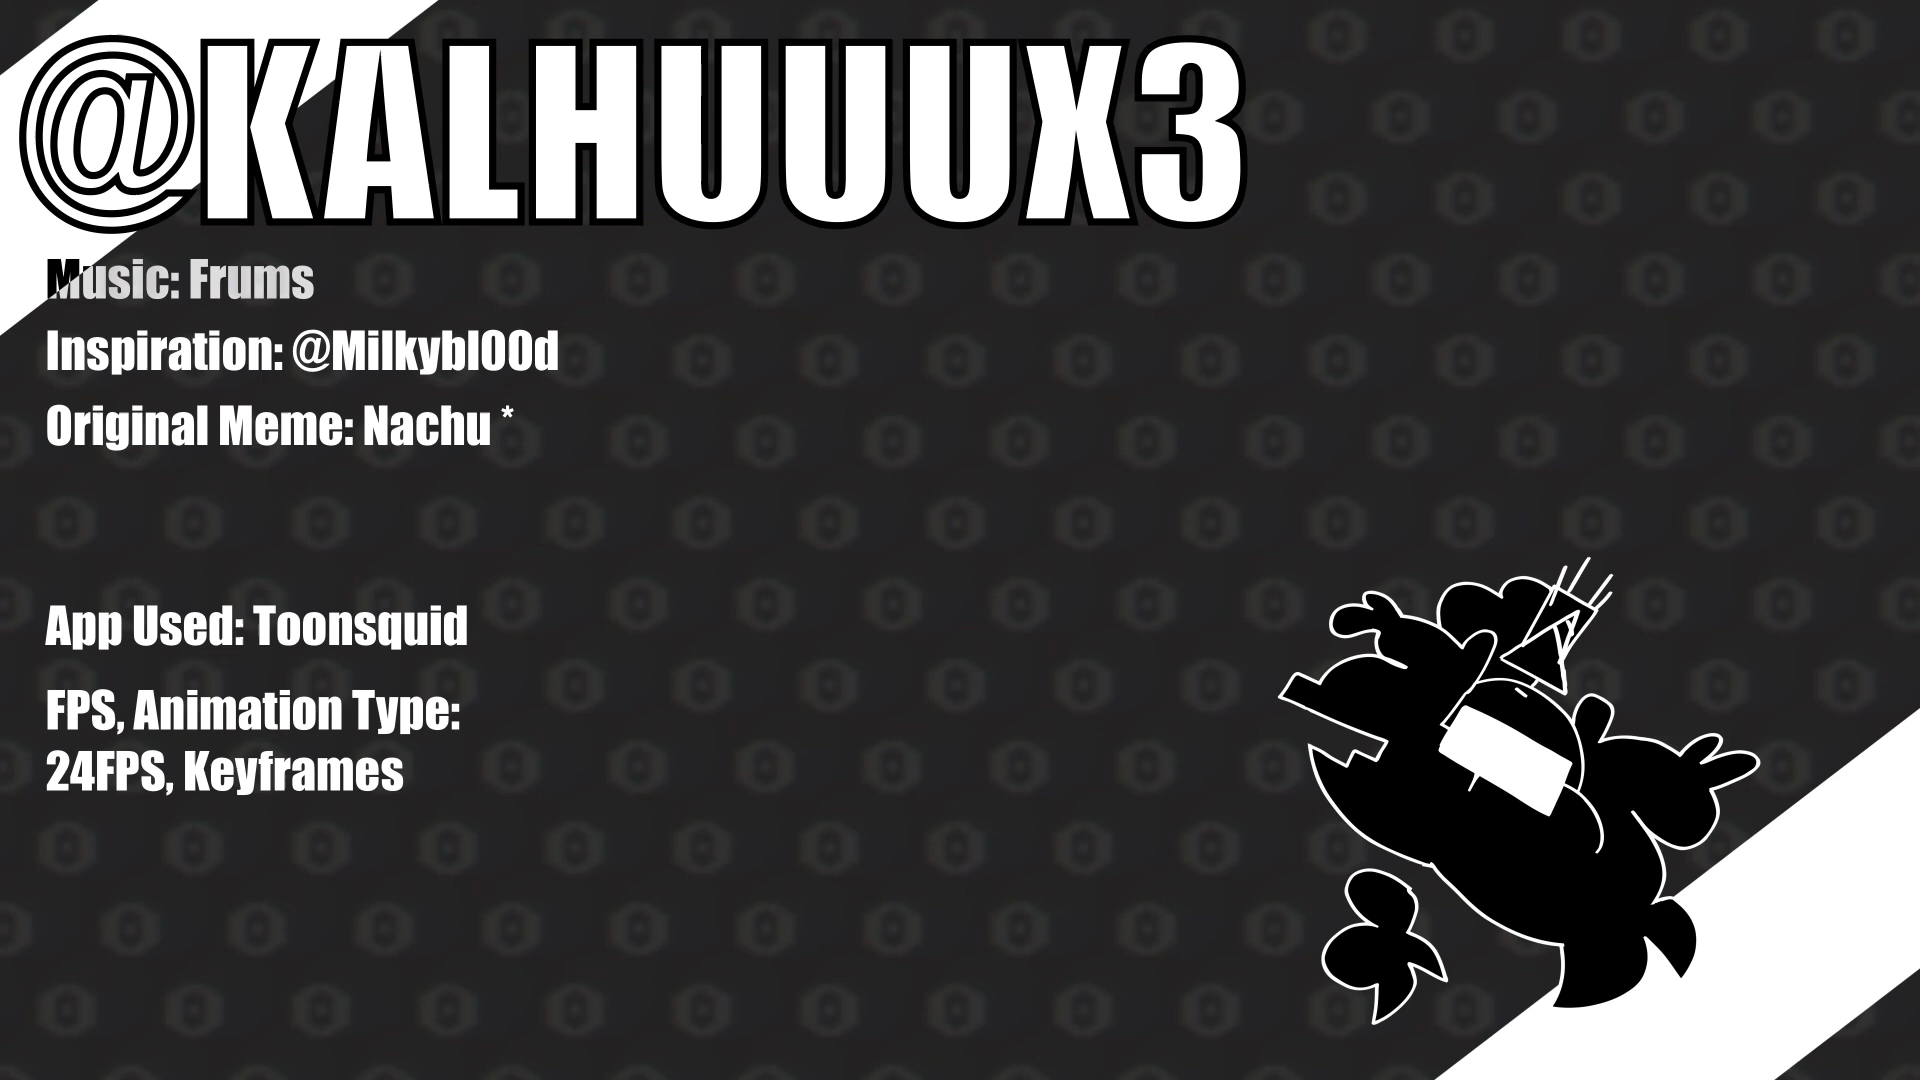 @KALHUUUX3
Music: Frums
Inspiration: @Milkybl00d
Original Meme: Nachu *
App Used: Toonsquid
FPS, Animation Type:
24FPS, Keyframes